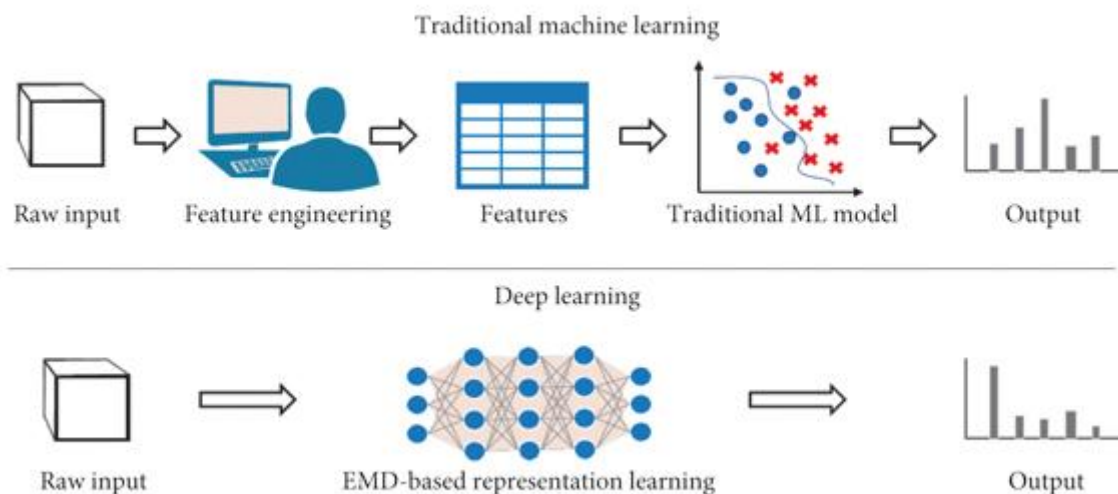 Traditional machine learning
Raw input
Feature engineering
Features
Traditional ML model
Output
Deep learning
Raw input
EMD-based representation learning
Output